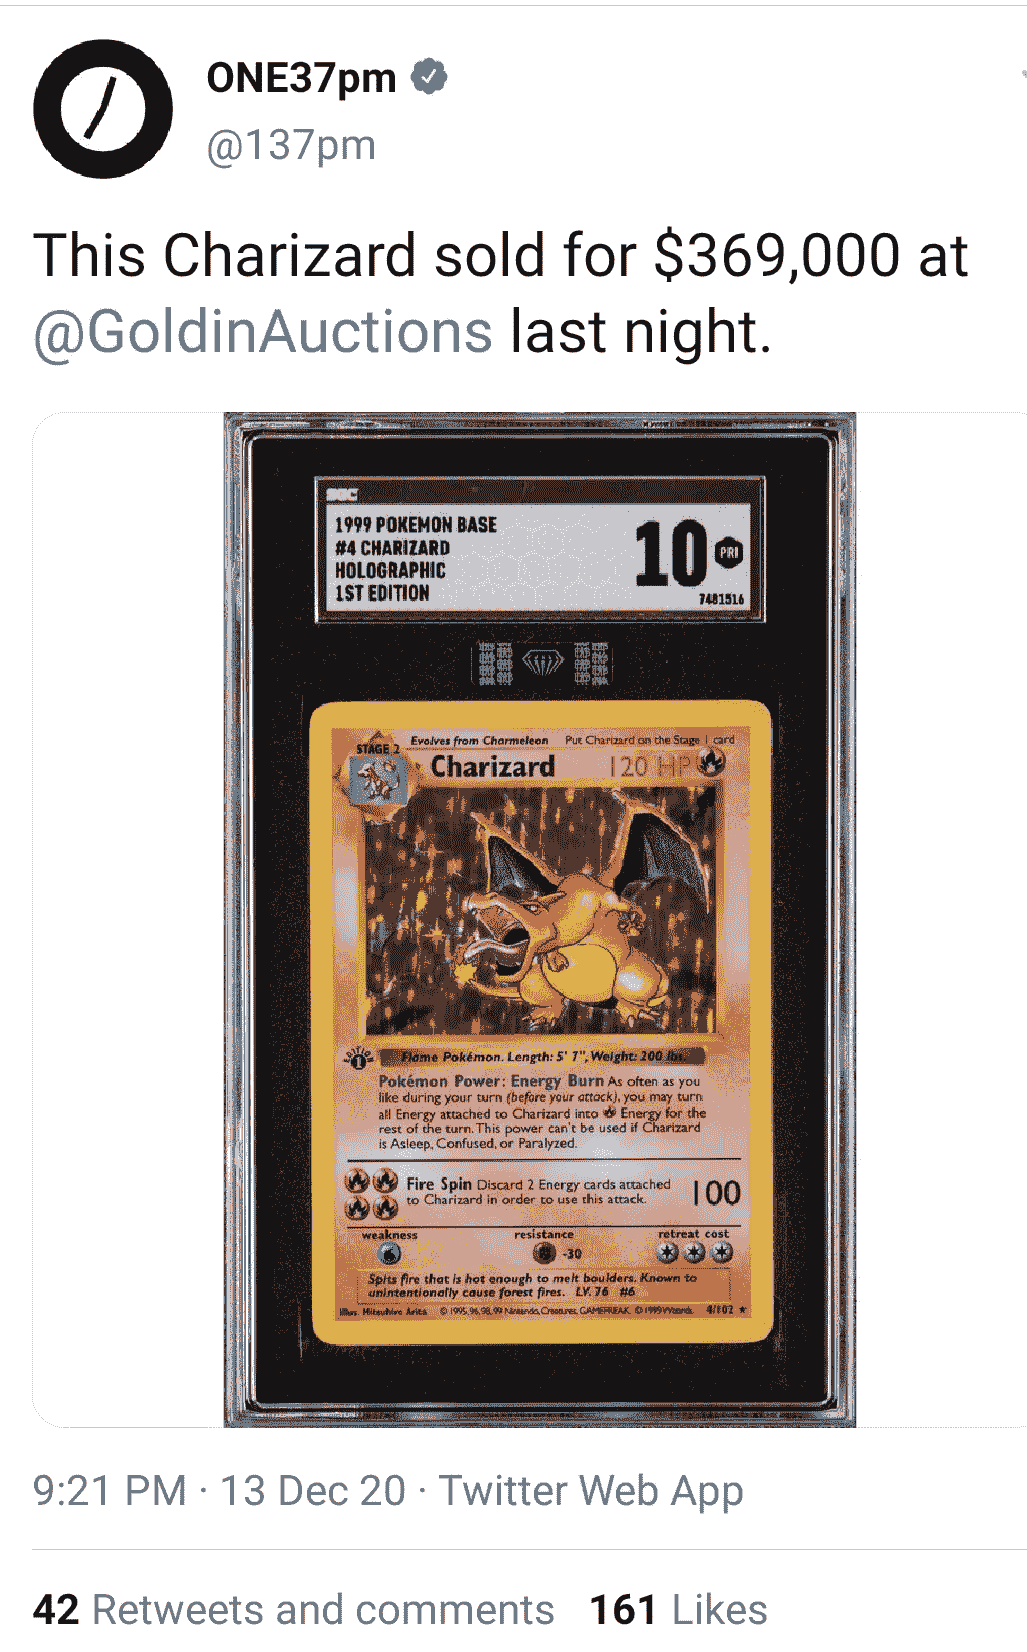 ONE37pm
@137pm
This Charizard sold for $369,000 at
@GoldinAuctions last night.
SGC
1999 POKEMON BASE
#4 CHARIZARD
HOLOGRAPHIC
1ST EDITION
10 PRI
7481516
STAGE 2
Evolves from Charmeleon Put Charizard on the Stage 1 card
Charizard 120 HP
EDITION
1
Flame Pokémon. Length: 5' 7", Weight: 200 lbs.
Pokémon Power: Energy Burn As often as you
like during your turn (before your attack), you may turn
all Energy attached to Charizard into Energy for the
rest of the turn. This power can't be used if Charizard
is Asleep, Confused, or Paralyzed.
Fire Spin Discard 2 Energy cards attached
to Charizard in order to use this attack.
100
weakness resistance retreat cost
-30
Spits fire that is hot enough to melt boulders. Known to
unintentionally cause forest fires. LV. 76 #6
Illus. Mitsuhiro Arita © 1995, 96, 98, 99 Nintendo, Creatures, GAMEFREAK. © 1999 Wizards. 4/102 ★
9:21 PM · 13 Dec 20 · Twitter Web App
42 Retweets and comments 161 Likes